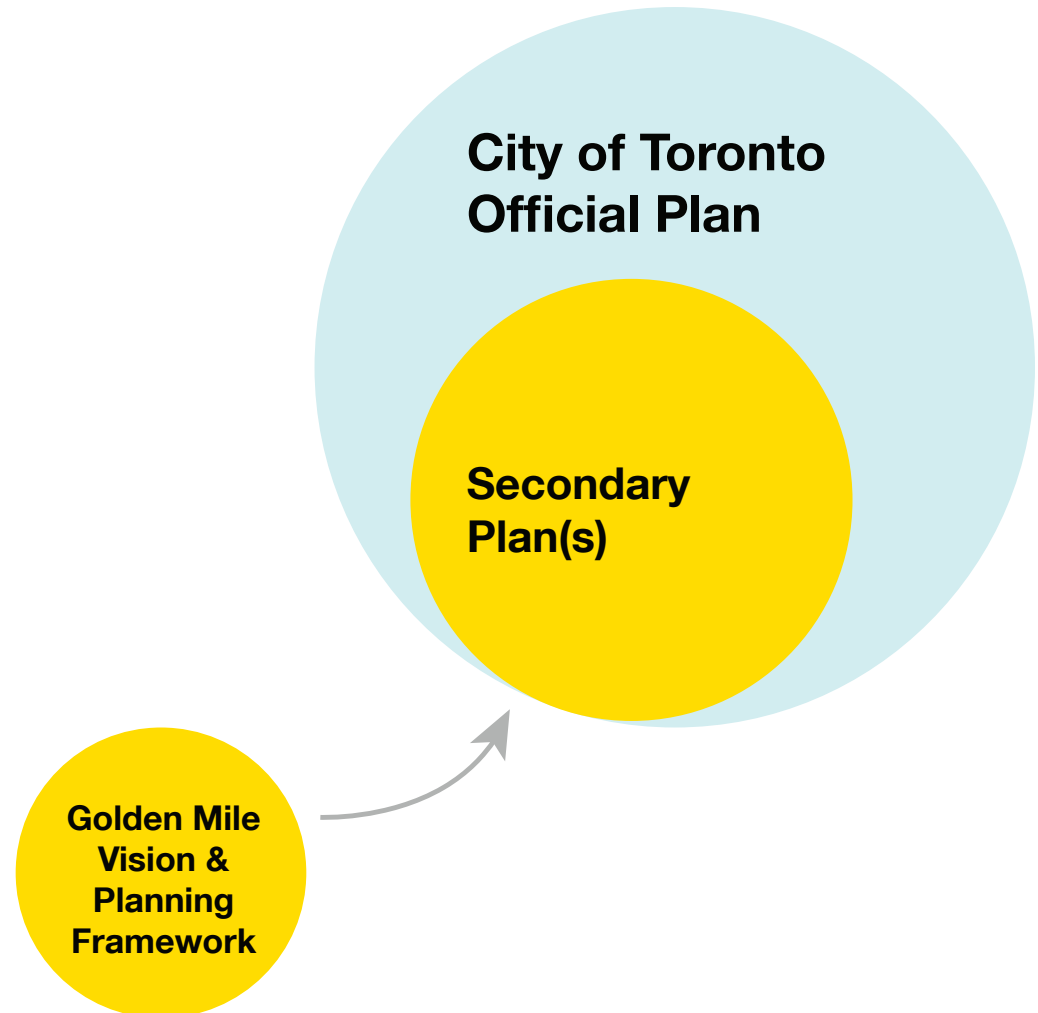 City of Toronto
Official Plan
Secondary
Plan(s)
Golden Mile
Vision &
Planning
Framework